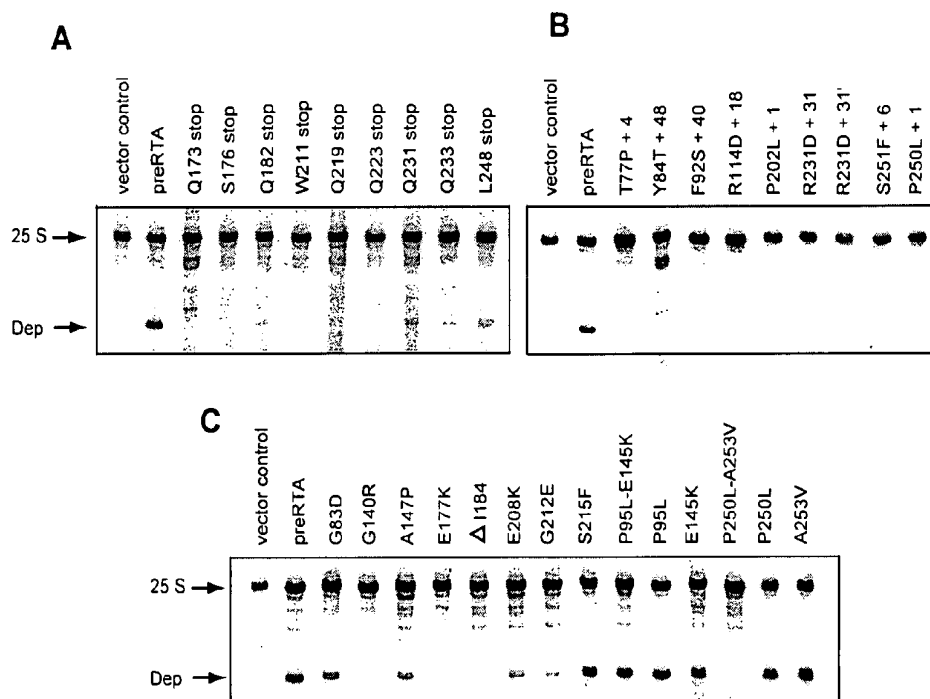 A
vector control
preRTA
Q173 stop
S176 stop
Q182 stop
W211 stop
Q219 stop
Q223 stop
Q231 stop
Q233 stop
L248 stop
25 S
Dep
B
vector control
preRTA
T77P + 4
Y84T + 48
F92S + 40
R114D + 18
P202L + 1
R231D + 31
R231D + 31'
S251F + 6
P250L + 1
C
vector control
preRTA
G83D
G140R
A147P
E177K
Δ I184
E208K
G212E
S215F
P95L-E145K
P95L
E145K
P250L-A253V
P250L
A253V
25 S
Dep